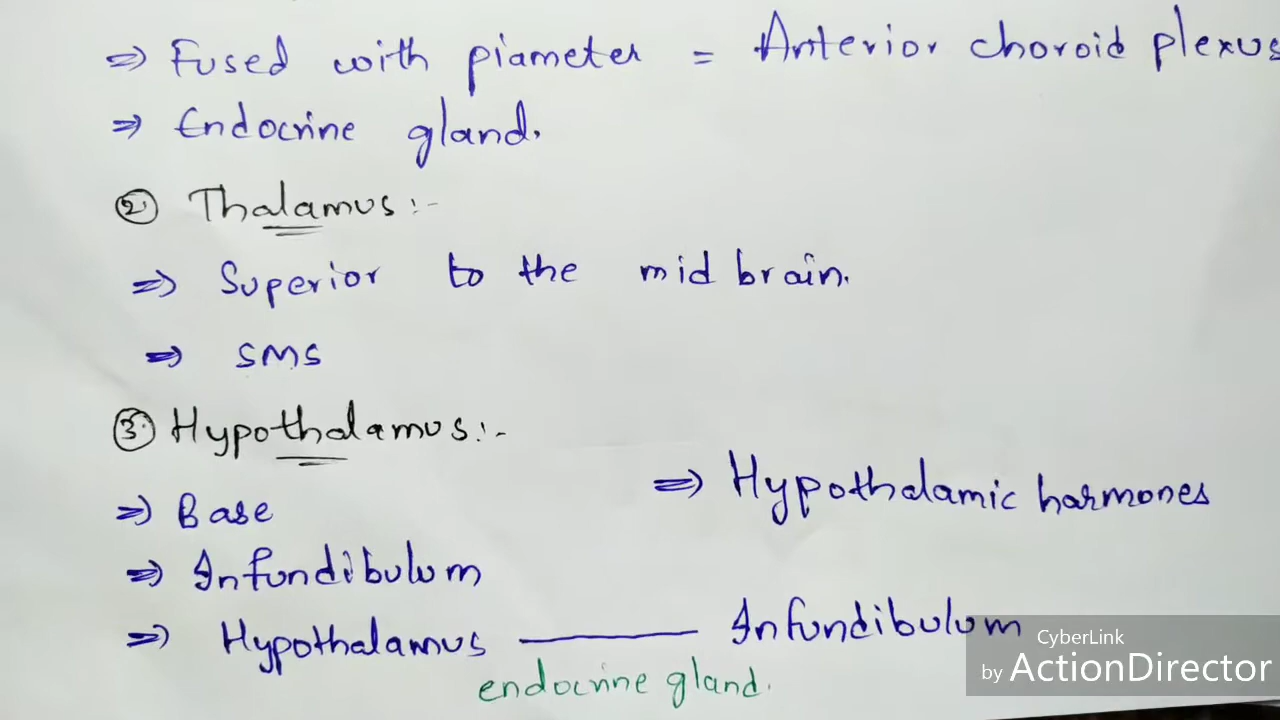 ⇒ Fused with piameter = Anterior choroid plexus
⇒ Endocrine gland.
② Thalamus:-
⇒ Superior to the mid brain.
⇒ SMS
③ Hypothalamus:-
⇒ Base
⇒ Hypothalamic harmones
⇒ Infundibulum
⇒ Hypothalamus —— Infundibulum
endocrine gland.
CyberLink
by ActionDirector